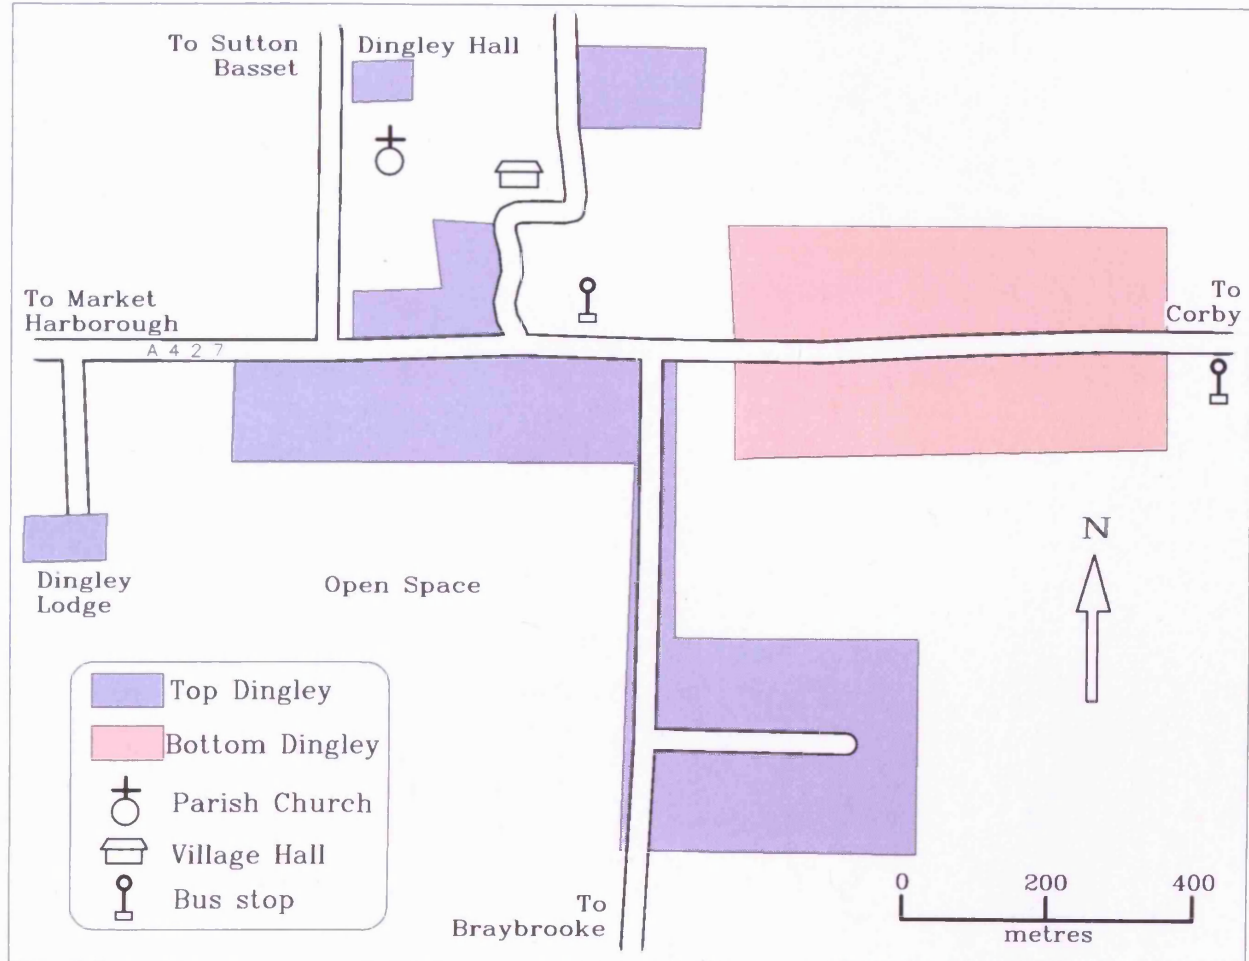 To Sutton
Basset
Dingley Hall
To Market
Harborough
A 4 2 7
To
Corby
Dingley
Lodge
Open Space
N
Top Dingley
Bottom Dingley
Parish Church
Village Hall
Bus stop
To
Braybrooke
0 200 400
metres